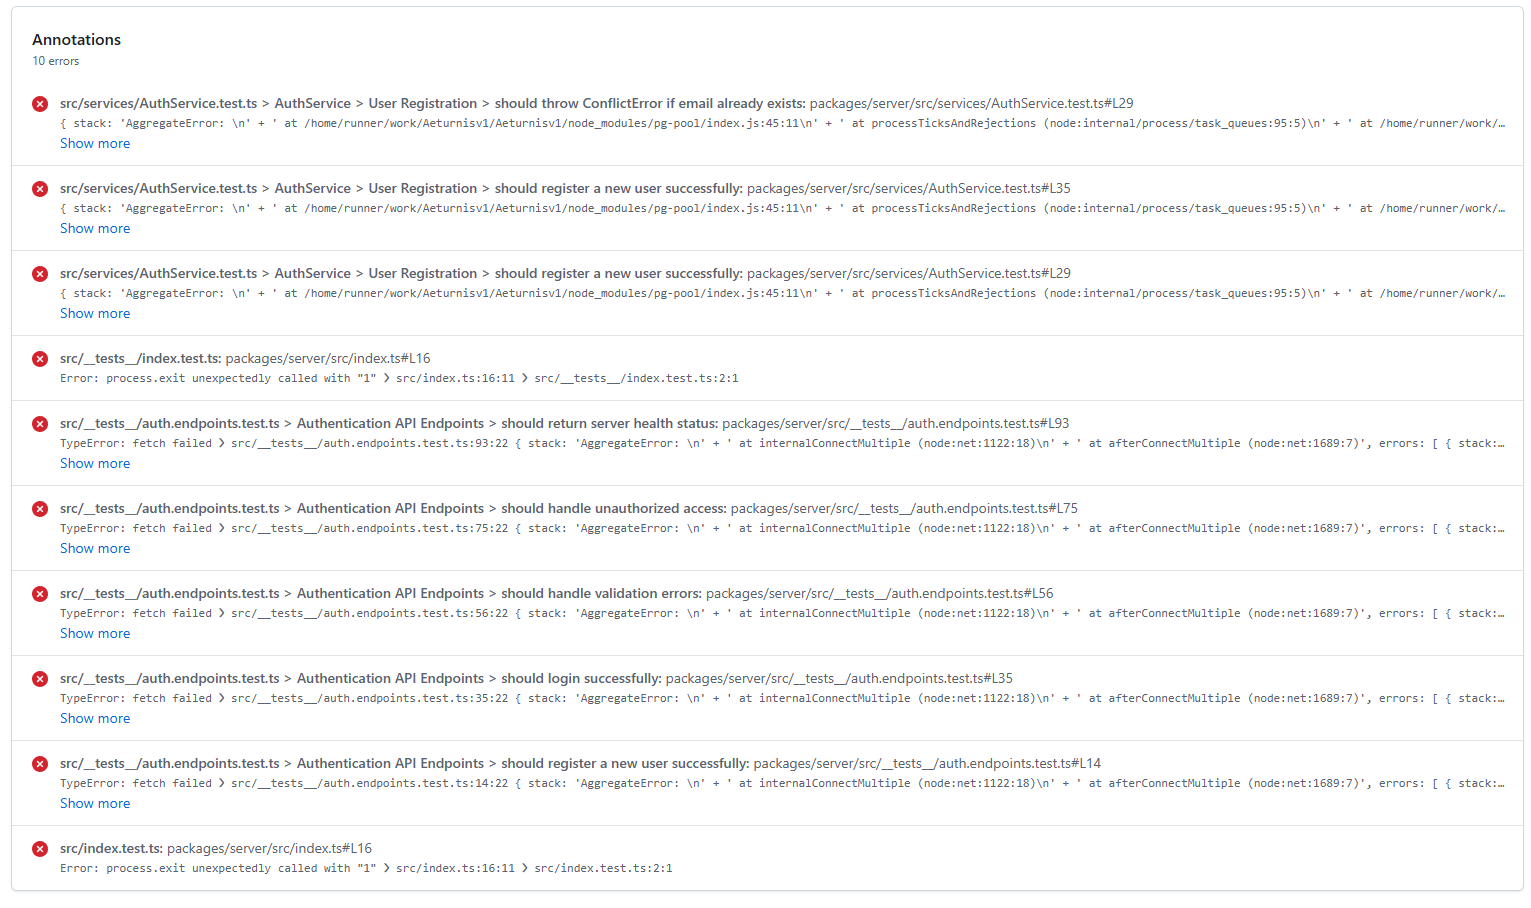 Annotations
10 errors
src/services/AuthService.test.ts > AuthService > User Registration > should throw ConflictError if email already exists: packages/server/src/services/AuthService.test.ts#L29
{ stack: 'AggregateError: \n' + ' at /home/runner/work/Aeturnisv1/Aeturnisv1/node_modules/pg-pool/index.js:45:11\n' + ' at processTicksAndRejections (node:internal/process/task_queues:95:5)\n' + ' at /home/runner/work/…
Show more
src/services/AuthService.test.ts > AuthService > User Registration > should register a new user successfully: packages/server/src/services/AuthService.test.ts#L35
{ stack: 'AggregateError: \n' + ' at /home/runner/work/Aeturnisv1/Aeturnisv1/node_modules/pg-pool/index.js:45:11\n' + ' at processTicksAndRejections (node:internal/process/task_queues:95:5)\n' + ' at /home/runner/work/…
Show more
src/services/AuthService.test.ts > AuthService > User Registration > should register a new user successfully: packages/server/src/services/AuthService.test.ts#L29
{ stack: 'AggregateError: \n' + ' at /home/runner/work/Aeturnisv1/Aeturnisv1/node_modules/pg-pool/index.js:45:11\n' + ' at processTicksAndRejections (node:internal/process/task_queues:95:5)\n' + ' at /home/runner/work/…
Show more
src/__tests__/index.test.ts: packages/server/src/index.ts#L16
Error: process.exit unexpectedly called with "1" ❯ src/index.ts:16:11 ❯ src/__tests__/index.test.ts:2:1
src/__tests__/auth.endpoints.test.ts > Authentication API Endpoints > should return server health status: packages/server/src/__tests__/auth.endpoints.test.ts#L93
TypeError: fetch failed ❯ src/__tests__/auth.endpoints.test.ts:93:22 { stack: 'AggregateError: \n' + ' at internalConnectMultiple (node:net:1122:18)\n' + ' at afterConnectMultiple (node:net:1689:7)', errors: [ { stack:…
Show more
src/__tests__/auth.endpoints.test.ts > Authentication API Endpoints > should handle unauthorized access: packages/server/src/__tests__/auth.endpoints.test.ts#L75
TypeError: fetch failed ❯ src/__tests__/auth.endpoints.test.ts:75:22 { stack: 'AggregateError: \n' + ' at internalConnectMultiple (node:net:1122:18)\n' + ' at afterConnectMultiple (node:net:1689:7)', errors: [ { stack:…
Show more
src/__tests__/auth.endpoints.test.ts > Authentication API Endpoints > should handle validation errors: packages/server/src/__tests__/auth.endpoints.test.ts#L56
TypeError: fetch failed ❯ src/__tests__/auth.endpoints.test.ts:56:22 { stack: 'AggregateError: \n' + ' at internalConnectMultiple (node:net:1122:18)\n' + ' at afterConnectMultiple (node:net:1689:7)', errors: [ { stack:…
Show more
src/__tests__/auth.endpoints.test.ts > Authentication API Endpoints > should login successfully: packages/server/src/__tests__/auth.endpoints.test.ts#L35
TypeError: fetch failed ❯ src/__tests__/auth.endpoints.test.ts:35:22 { stack: 'AggregateError: \n' + ' at internalConnectMultiple (node:net:1122:18)\n' + ' at afterConnectMultiple (node:net:1689:7)', errors: [ { stack:…
Show more
src/__tests__/auth.endpoints.test.ts > Authentication API Endpoints > should register a new user successfully: packages/server/src/__tests__/auth.endpoints.test.ts#L14
TypeError: fetch failed ❯ src/__tests__/auth.endpoints.test.ts:14:22 { stack: 'AggregateError: \n' + ' at internalConnectMultiple (node:net:1122:18)\n' + ' at afterConnectMultiple (node:net:1689:7)', errors: [ { stack:…
Show more
src/index.test.ts: packages/server/src/index.ts#L16
Error: process.exit unexpectedly called with "1" ❯ src/index.ts:16:11 ❯ src/index.test.ts:2:1